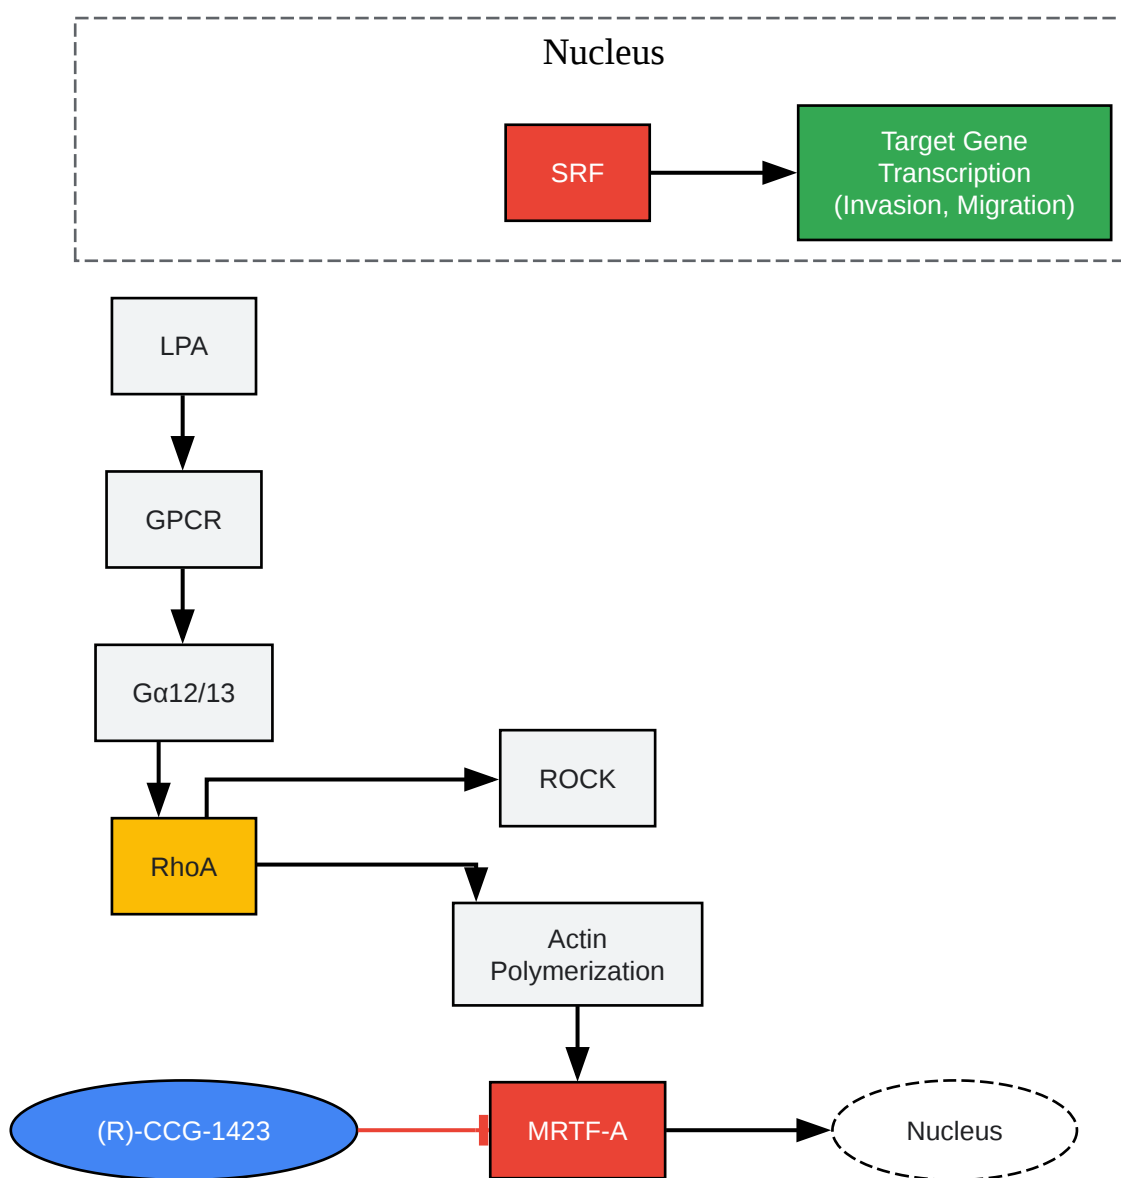 Nucleus
SRF
Target Gene
Transcription
(Invasion, Migration)
LPA
GPCR
Gα12/13
ROCK
RhoA
Actin
Polymerization
(R)-CCG-1423
MRTF-A
Nucleus